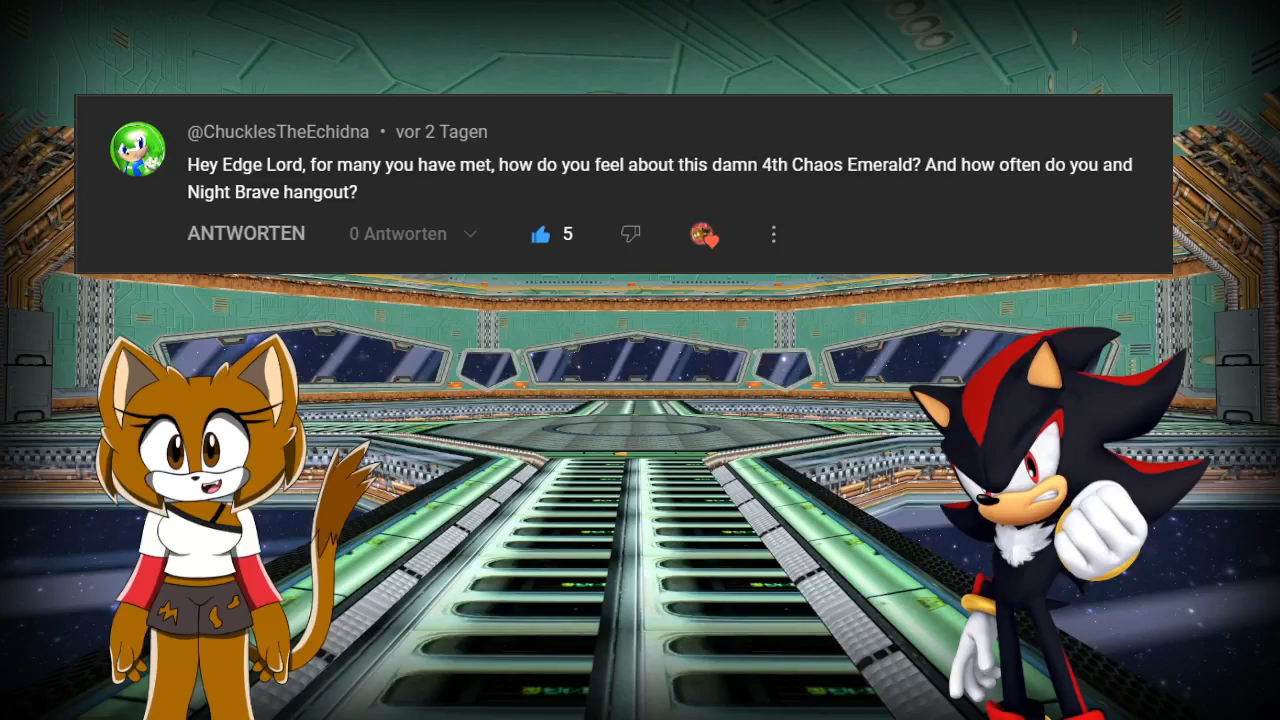 @ChucklesTheEchidna • vor 2 Tagen
Hey Edge Lord, for many you have met, how do you feel about this damn 4th Chaos Emerald? And how often do you and
Night Brave hangout?
ANTWORTEN 0 Antworten 5